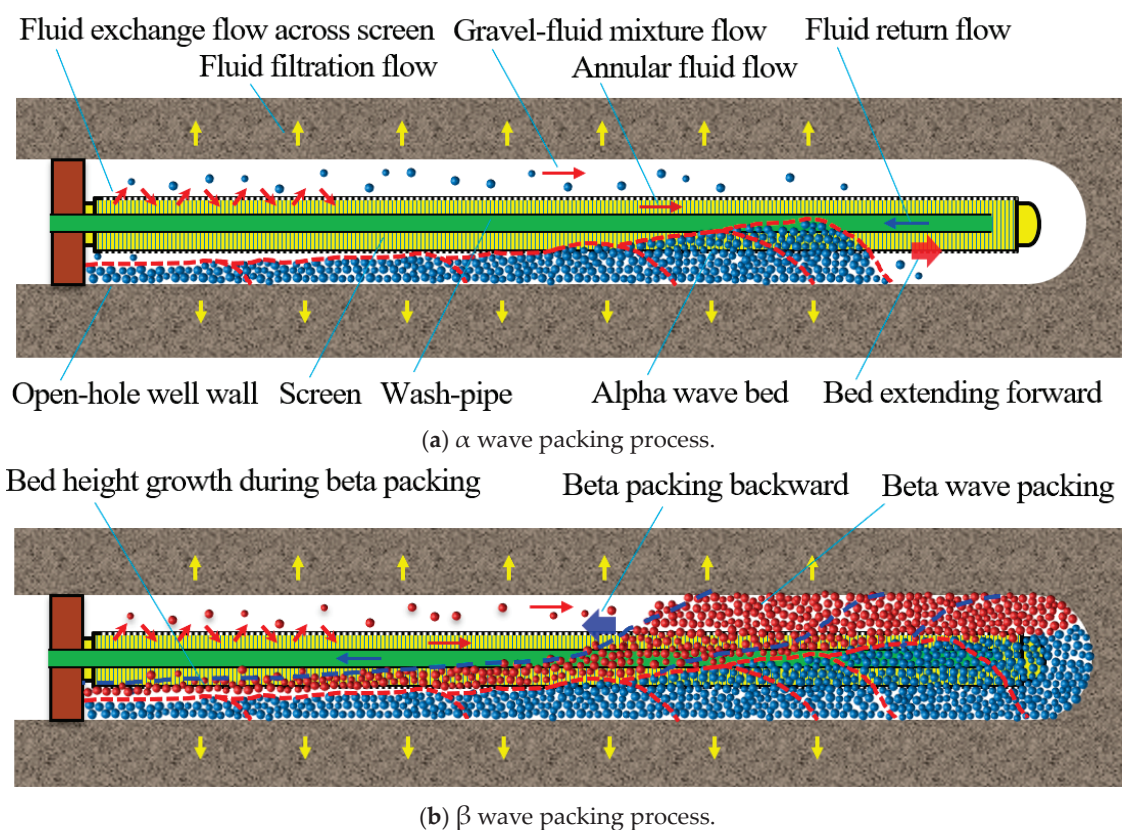 Fluid exchange flow across screen
Gravel-fluid mixture flow
Fluid return flow
Fluid filtration flow
Annular fluid flow
Open-hole well wall
Screen
Wash-pipe
Alpha wave bed
Bed extending forward
(a) α wave packing process.
Bed height growth during beta packing
Beta packing backward
Beta wave packing
(b) β wave packing process.